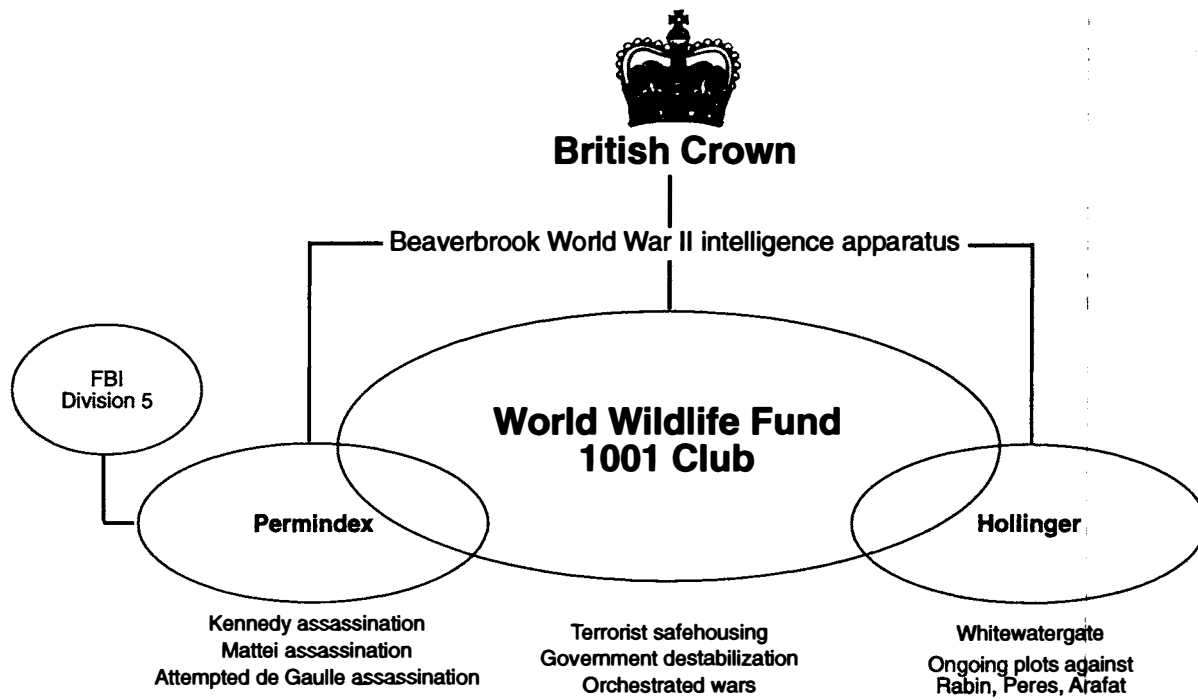 British Crown
Beaverbrook World War II intelligence apparatus
FBI
Division 5
World Wildlife Fund
1001 Club
Permindex
Hollinger
Kennedy assassination
Mattei assassination
Attempted de Gaulle assassination
Terrorist safehousing
Government destabilization
Orchestrated wars
Whitewatergate
Ongoing plots against
Rabin, Peres, Arafat